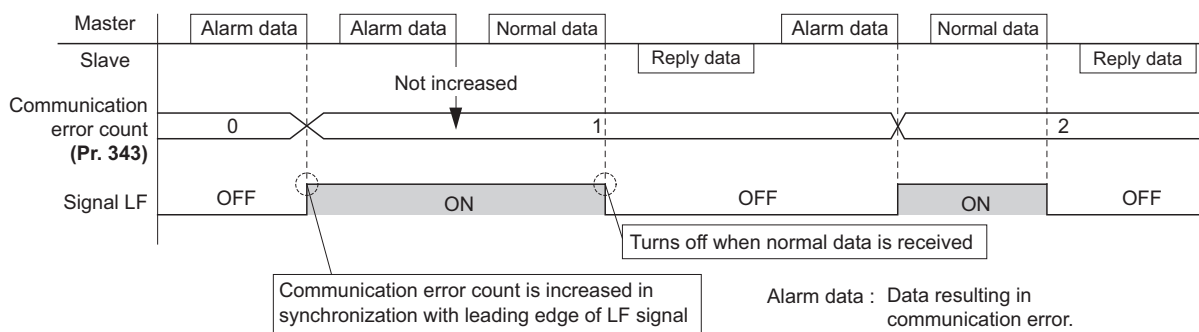 Master
Alarm data
Alarm data
Normal data
Alarm data
Normal data
Slave
Reply data
Reply data
Not increased
Communication
error count
(Pr. 343)
0
1
2
Signal LF
OFF
ON
OFF
ON
OFF
Turns off when normal data is received
Communication error count is increased in
synchronization with leading edge of LF signal
Alarm data : Data resulting in
communication error.